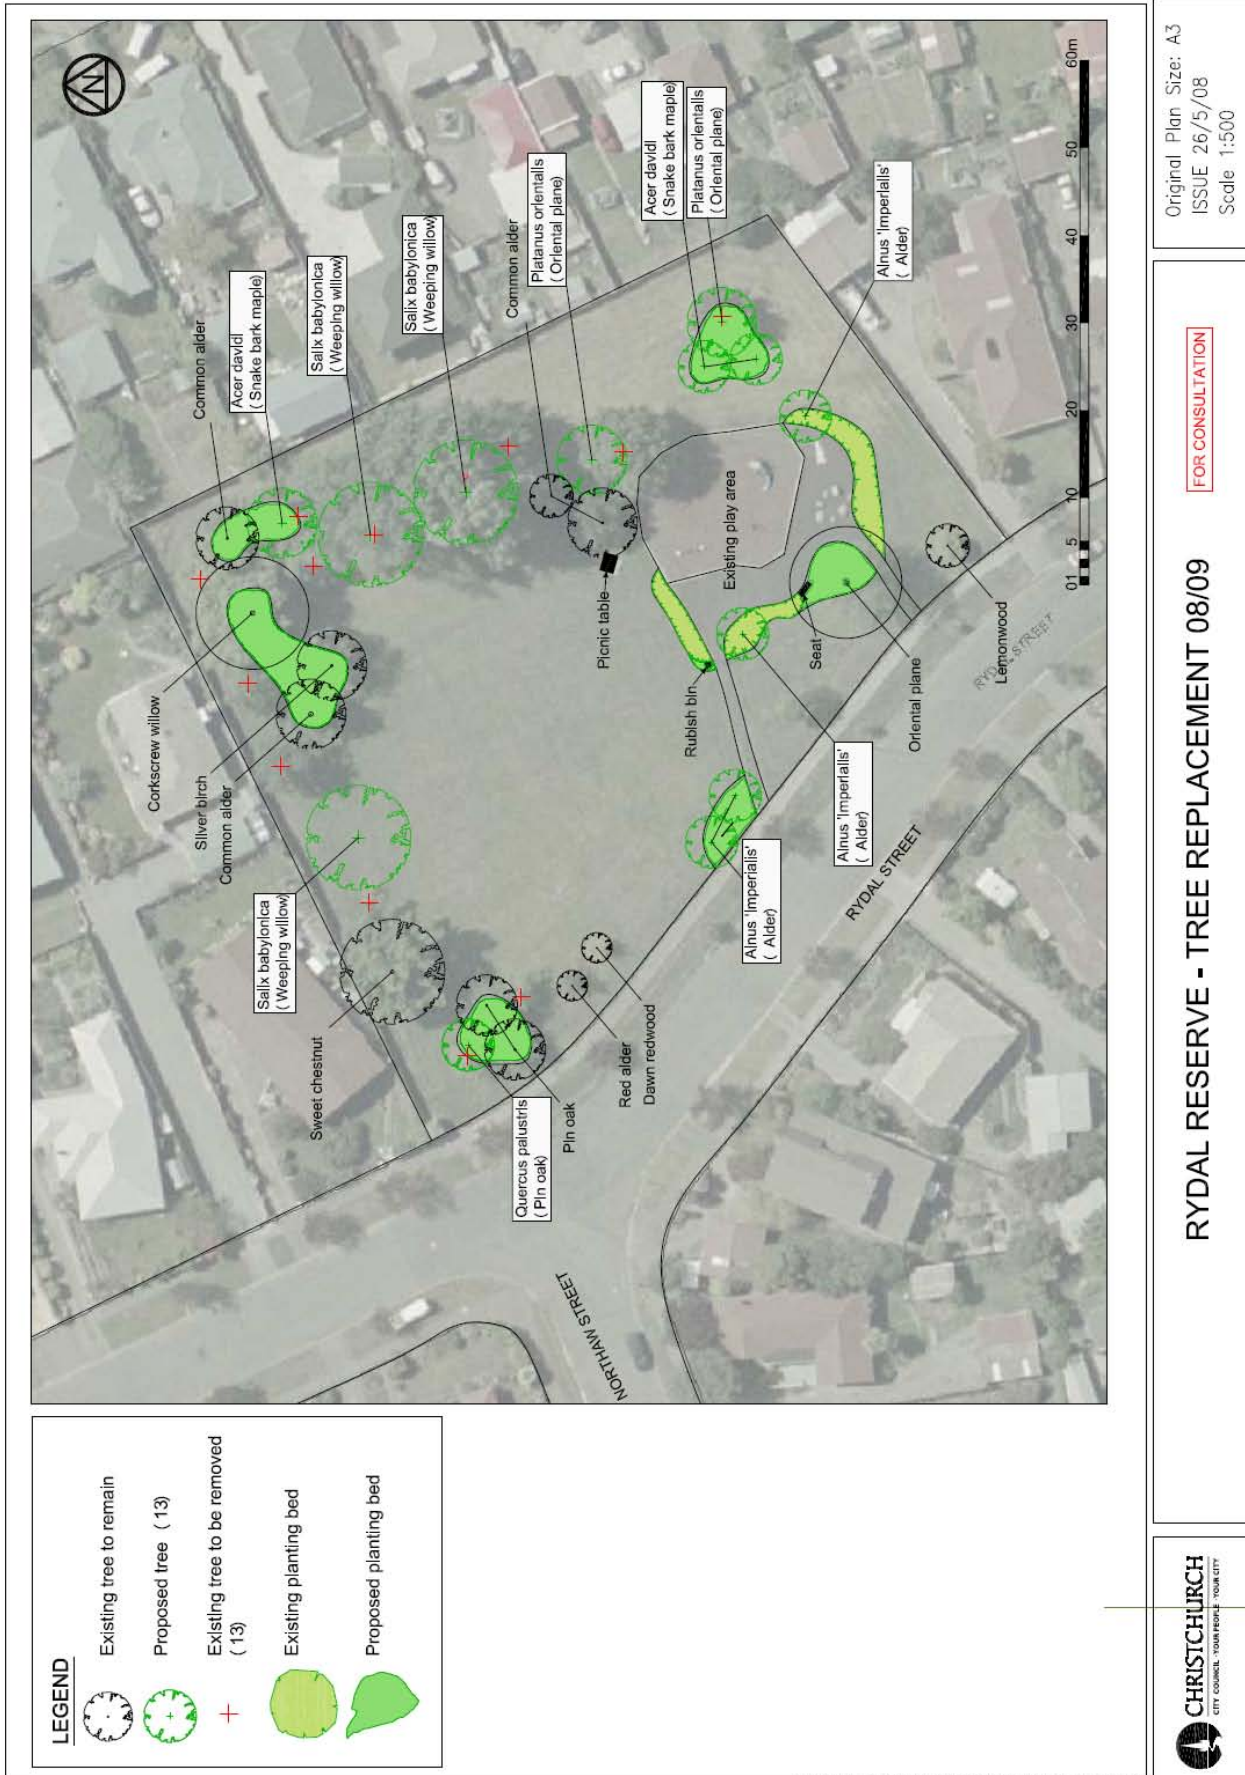 LEGEND
Existing tree to remain
Proposed tree ( 13)
Existing tree to be removed
( 13)
Existing planting bed
Proposed planting bed
Common alder
Acer davidi
( Snake bark maple)
Salix babylonica
( Weeping willow)
Salix babylonica
( Weeping willow)
Common alder
Platanus orientalis
( Oriental plane)
Acer davidi
( Snake bark maple)
Platanus orientalis
( Oriental plane)
Alnus 'Imperialis'
( Alder)
Corkscrew willow
Silver birch
Common alder
Salix babylonica
( Weeping willow)
Sweet chestnut
Quercus palustris
( Pin oak)
Pin oak
Red alder
Dawn redwood
Picnic table
Existing play area
Rubish bin
Seat
Oriental plane
Lemonwood
Alnus 'Imperialis'
( Alder)
Alnus 'Imperialis'
( Alder)
RYDAL STREET
RYDAL STREET
NORTHAW STREET
N
0 1 5 10 20 30 40 50 60m
CHRISTCHURCH
CITY COUNCIL · YOUR PEOPLE · YOUR CITY
RYDAL RESERVE - TREE REPLACEMENT 08/09
FOR CONSULTATION
Original Plan Size: A3
ISSUE 26/5/08
Scale 1:500